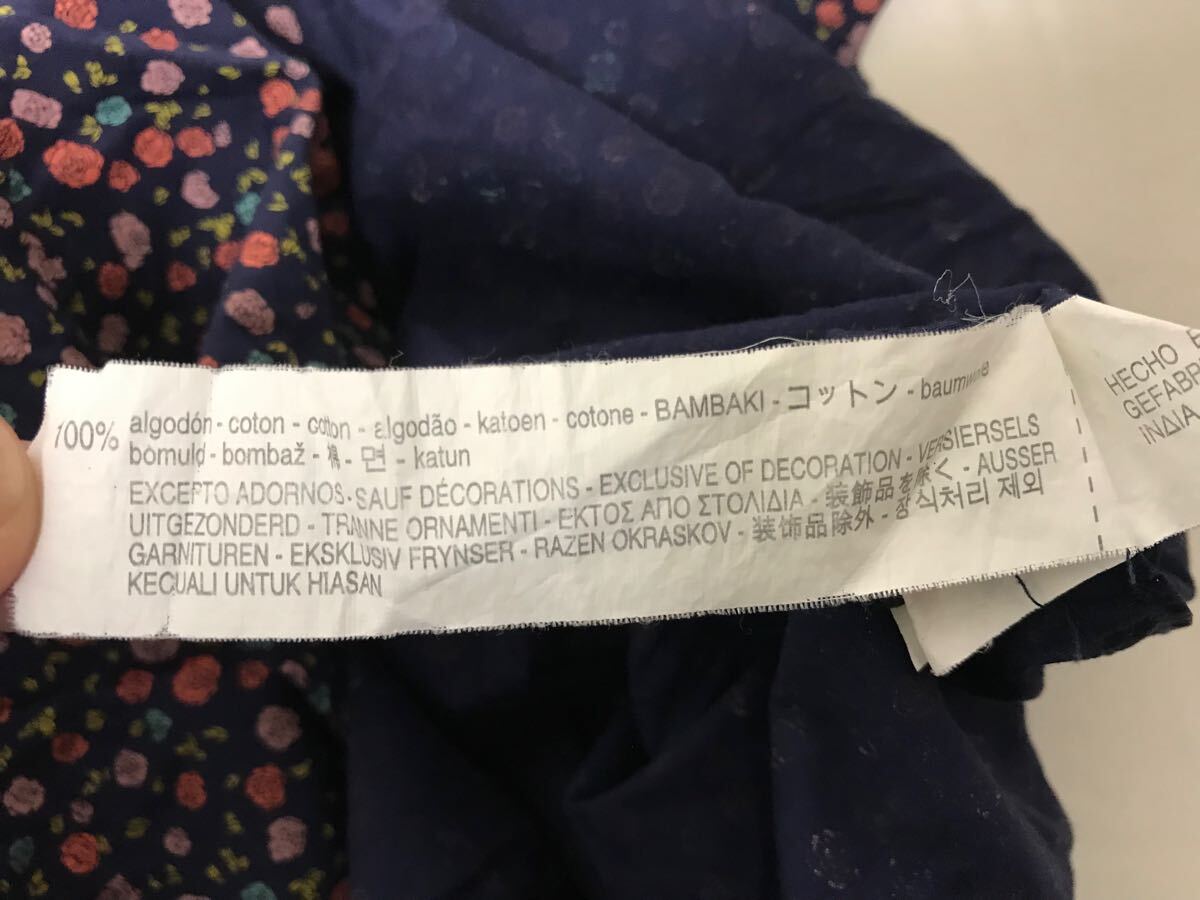 100% algodón - coton - cotton - algodão - katoen - cotone - BAMBAKI - コットン - baumwolle
bomuld - bombaž - 棉 - 면 - katun
EXCEPTO ADORNOS - SAUF DÉCORATIONS - EXCLUSIVE OF DECORATION - VERSIERSELS
UITGEZONDERD - TRANNE ORNAMENTI - ΕΚΤΟΣ ΑΠΟ ΣΤΟΛΙΔΙΑ - 装飾品を除く - AUSSER
GARNITUREN - EKSKLUSIV FRYNSER - RAZEN OKRASKOV - 装饰品除外 - 장식처리 제외
KECUALI UNTUK HIASAN
HECHO E
GEFABR
ΙΝΔΙΑ